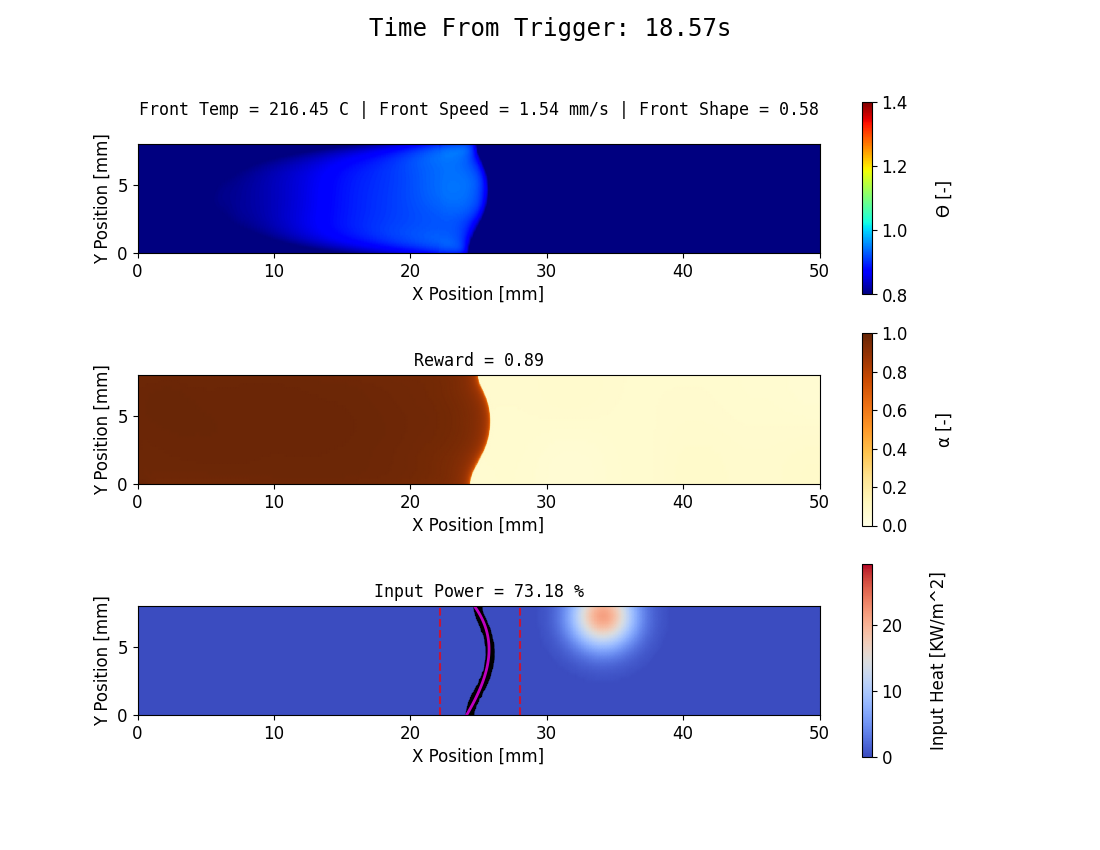 Time From Trigger: 18.57s
Front Temp = 216.45 C | Front Speed = 1.54 mm/s | Front Shape = 0.58
Y Position [mm]
5
0
0 10 20 30 40 50
X Position [mm]
1.4
1.2
1.0
0.8
Θ [-]
Reward = 0.89
Y Position [mm]
5
0
0 10 20 30 40 50
X Position [mm]
1.0
0.8
0.6
0.4
0.2
0.0
α [-]
Input Power = 73.18 %
Y Position [mm]
5
0
0 10 20 30 40 50
X Position [mm]
20
10
0
Input Heat [KW/m^2]